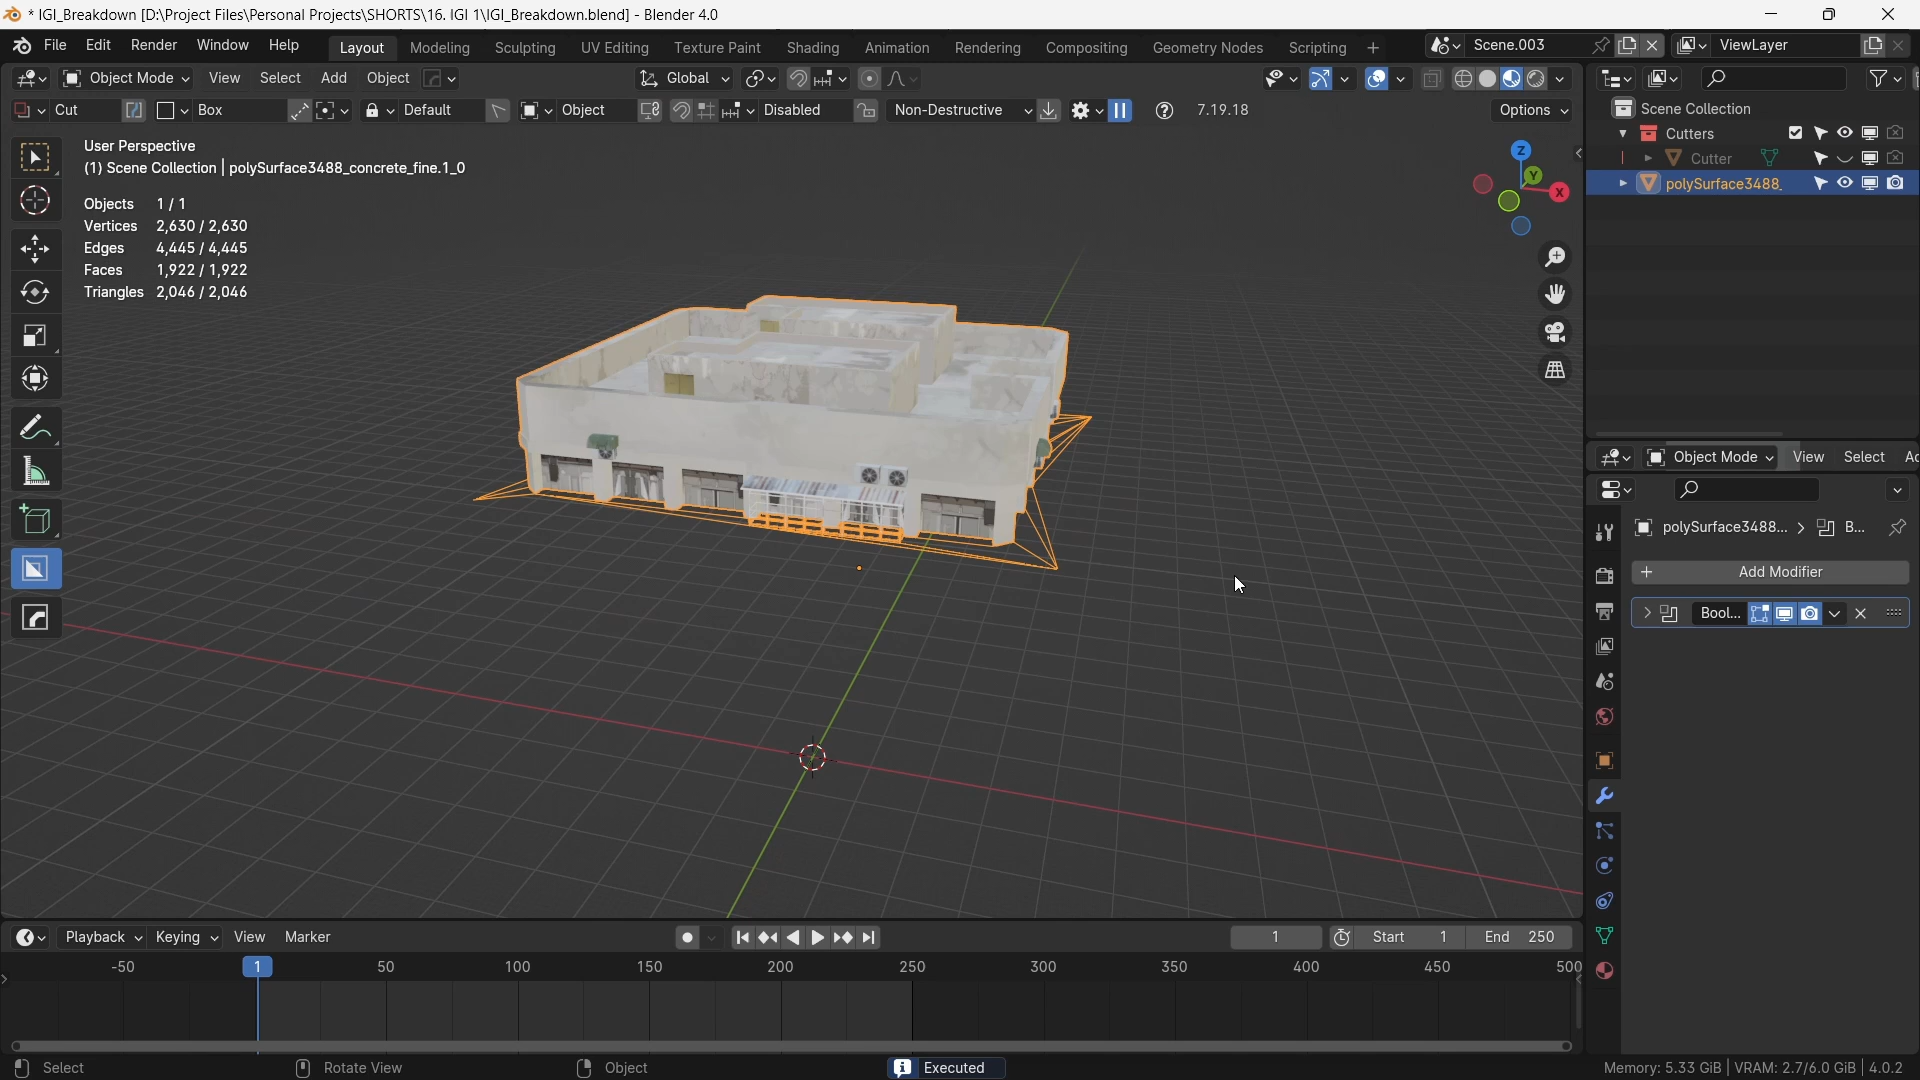 * IGI_Breakdown [D:\Project Files\Personal Projects\SHORTS\16. IGI 1\IGI_Breakdown.blend] - Blender 4.0
File Edit Render Window Help Layout Modeling Sculpting UV Editing Texture Paint Shading Animation Rendering Compositing Geometry Nodes Scripting + Scene.003 ViewLayer
Object Mode View Select Add Object Global
Cut Box Default Object Disabled Non-Destructive 7.19.18 Options
User Perspective
(1) Scene Collection | polySurface3488_concrete_fine.1_0
Objects 1 / 1
Vertices 2,630 / 2,630
Edges 4,445 / 4,445
Faces 1,922 / 1,922
Triangles 2,046 / 2,046
Z
Y
X
Scene Collection
Cutters
Cutter
polySurface3488_
Object Mode View Select Ac
polySurface3488... > B...
+ Add Modifier
Bool...
Playback Keying View Marker 1 Start 1 End 250
-50 1 50 100 150 200 250 300 350 400 450 500
Select Rotate View Object Executed Memory: 5.33 GiB | VRAM: 2.7/6.0 GiB | 4.0.2